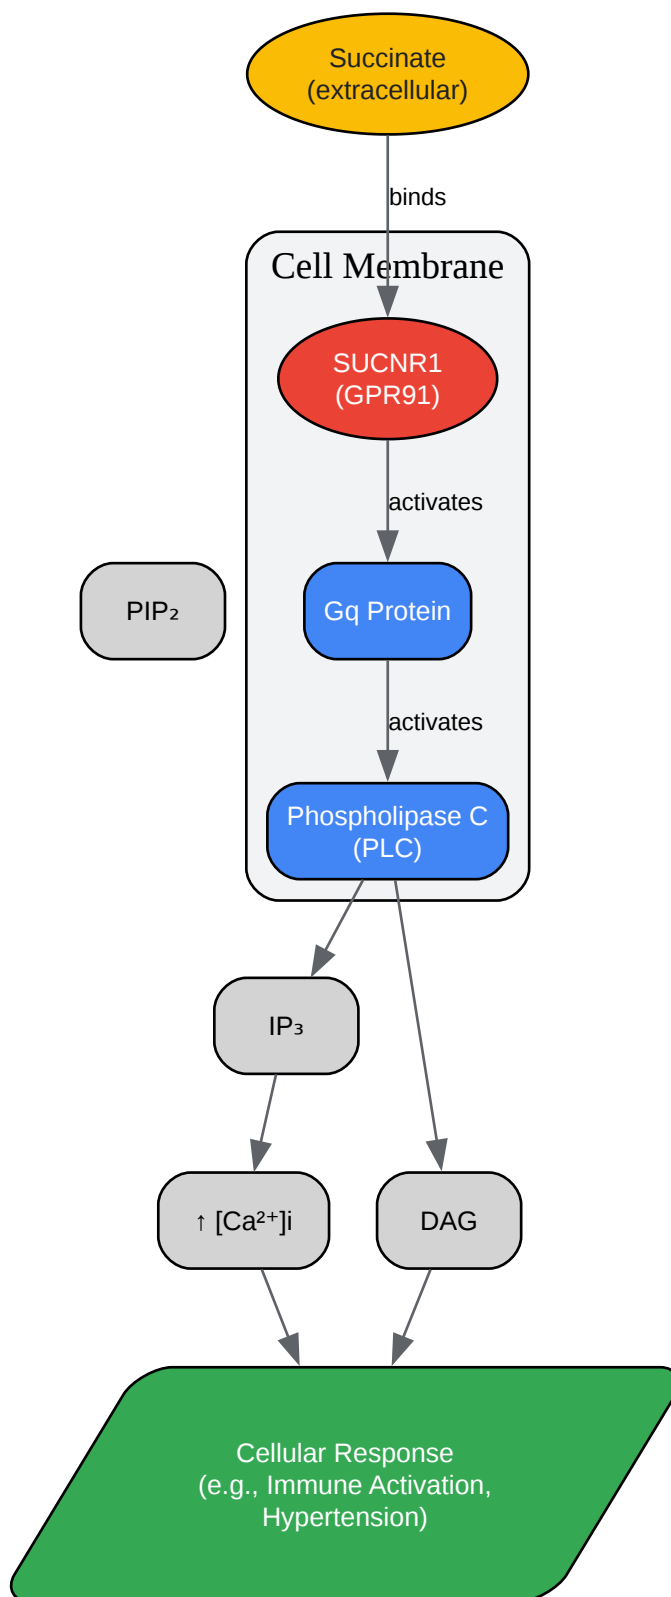 Succinate
(extracellular)
binds
Cell Membrane
SUCNR1
(GPR91)
activates
PIP₂
Gq Protein
activates
Phospholipase C
(PLC)
IP₃
↑ [Ca²⁺]i
DAG
Cellular Response
(e.g., Immune Activation,
Hypertension)